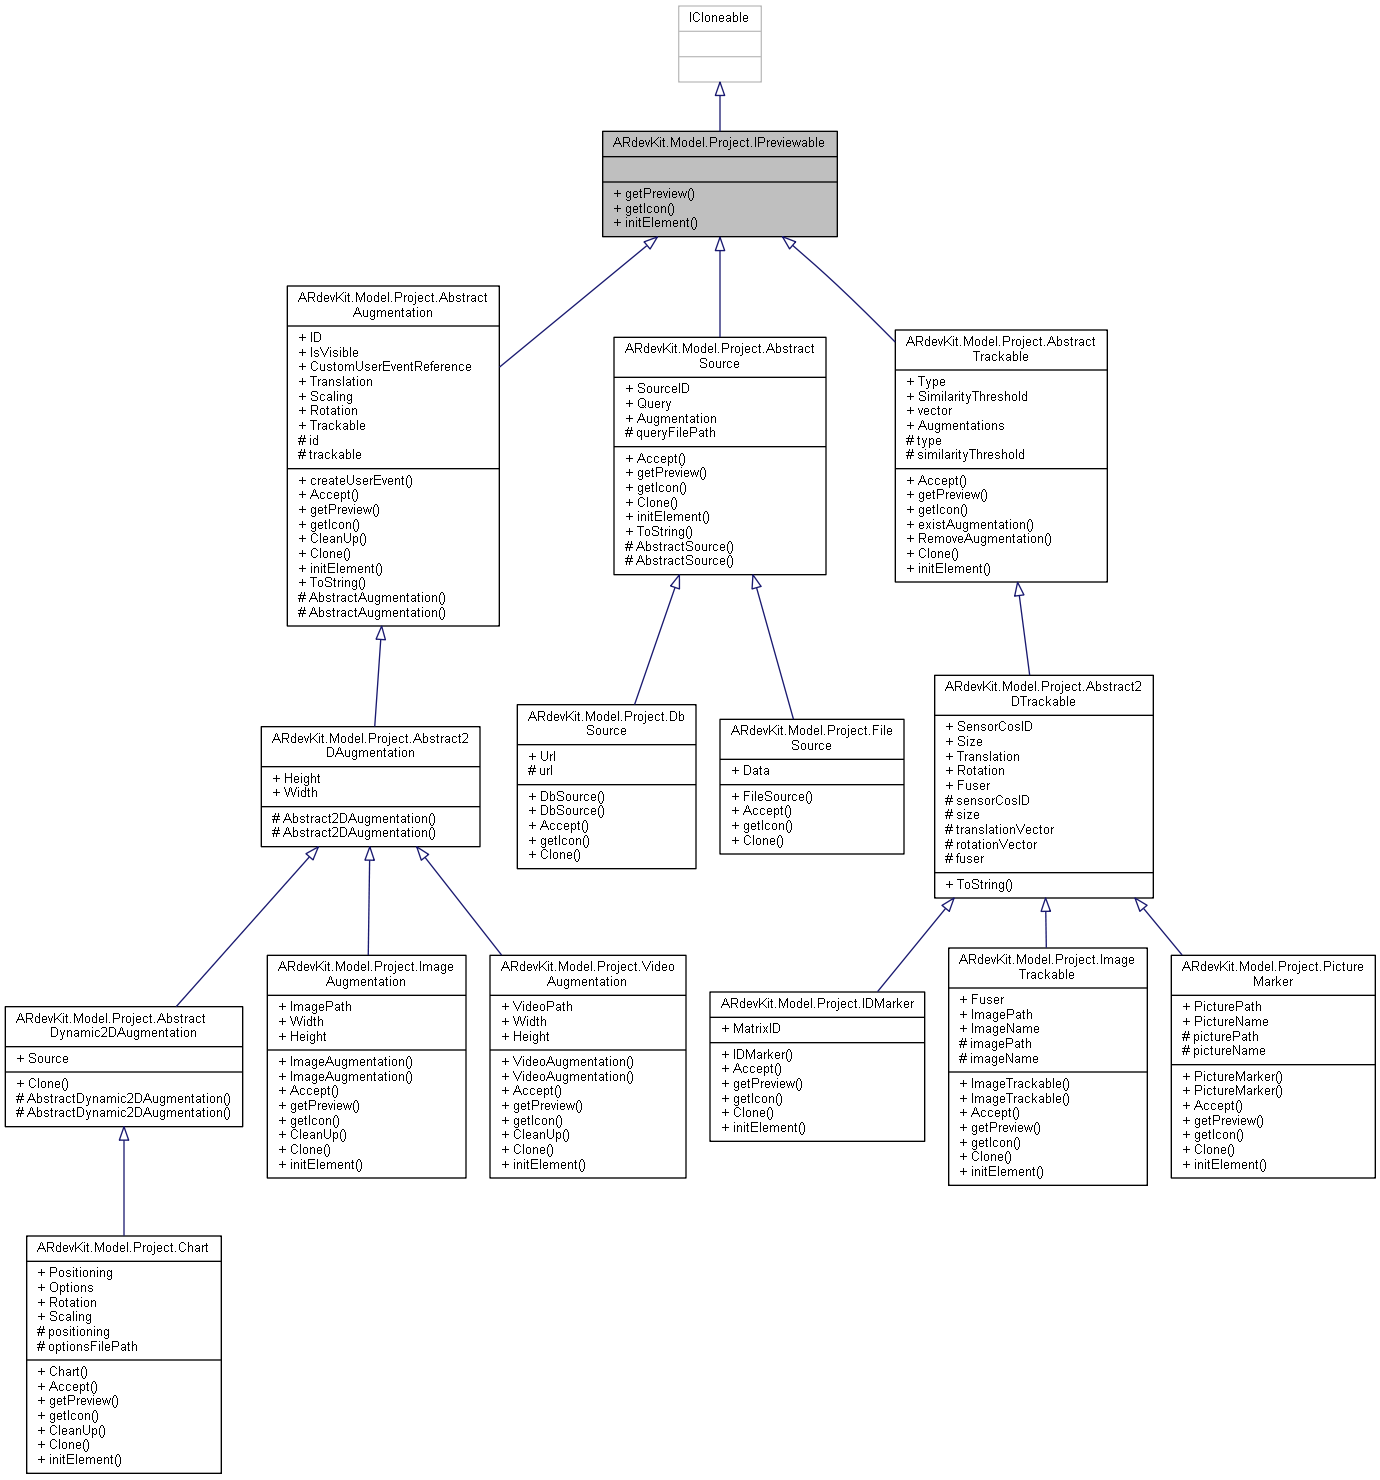 ICloneable
ARdevKit.Model.Project.IPreviewable
+ getPreview()
+ getIcon()
+ initElement()
ARdevKit.Model.Project.Abstract
Augmentation
+ ID
+ IsVisible
+ CustomUserEventReference
+ Translation
+ Scaling
+ Rotation
+ Trackable
# id
# trackable
+ createUserEvent()
+ Accept()
+ getPreview()
+ getIcon()
+ CleanUp()
+ Clone()
+ initElement()
+ ToString()
# AbstractAugmentation()
# AbstractAugmentation()
ARdevKit.Model.Project.Abstract
Source
+ SourceID
+ Query
+ Augmentation
# queryFilePath
+ Accept()
+ getPreview()
+ getIcon()
+ Clone()
+ initElement()
+ ToString()
# AbstractSource()
# AbstractSource()
ARdevKit.Model.Project.Abstract
Trackable
+ Type
+ SimilarityThreshold
+ vector
+ Augmentations
# type
# similarityThreshold
+ Accept()
+ getPreview()
+ getIcon()
+ existAugmentation()
+ RemoveAugmentation()
+ Clone()
+ initElement()
ARdevKit.Model.Project.Abstract2
DAugmentation
+ Height
+ Width
# Abstract2DAugmentation()
# Abstract2DAugmentation()
ARdevKit.Model.Project.Db
Source
+ Url
# url
+ DbSource()
+ DbSource()
+ Accept()
+ getIcon()
+ Clone()
ARdevKit.Model.Project.File
Source
+ Data
+ FileSource()
+ Accept()
+ getIcon()
+ Clone()
ARdevKit.Model.Project.Abstract2
DTrackable
+ SensorCosID
+ Size
+ Translation
+ Rotation
+ Fuser
# sensorCosID
# size
# translationVector
# rotationVector
# fuser
+ ToString()
ARdevKit.Model.Project.Abstract
Dynamic2DAugmentation
+ Source
+ Clone()
# AbstractDynamic2DAugmentation()
# AbstractDynamic2DAugmentation()
ARdevKit.Model.Project.Image
Augmentation
+ ImagePath
+ Width
+ Height
+ ImageAugmentation()
+ ImageAugmentation()
+ Accept()
+ getPreview()
+ getIcon()
+ CleanUp()
+ Clone()
+ initElement()
ARdevKit.Model.Project.Video
Augmentation
+ VideoPath
+ Width
+ Height
+ VideoAugmentation()
+ VideoAugmentation()
+ Accept()
+ getPreview()
+ getIcon()
+ CleanUp()
+ Clone()
+ initElement()
ARdevKit.Model.Project.IDMarker
+ MatrixID
+ IDMarker()
+ Accept()
+ getPreview()
+ getIcon()
+ Clone()
+ initElement()
ARdevKit.Model.Project.Image
Trackable
+ Fuser
+ ImagePath
+ ImageName
# imagePath
# imageName
+ ImageTrackable()
+ ImageTrackable()
+ Accept()
+ getPreview()
+ getIcon()
+ Clone()
+ initElement()
ARdevKit.Model.Project.Picture
Marker
+ PicturePath
+ PictureName
# picturePath
# pictureName
+ PictureMarker()
+ PictureMarker()
+ Accept()
+ getPreview()
+ getIcon()
+ Clone()
+ initElement()
ARdevKit.Model.Project.Chart
+ Positioning
+ Options
+ Rotation
+ Scaling
# positioning
# optionsFilePath
+ Chart()
+ Accept()
+ getPreview()
+ getIcon()
+ CleanUp()
+ Clone()
+ initElement()